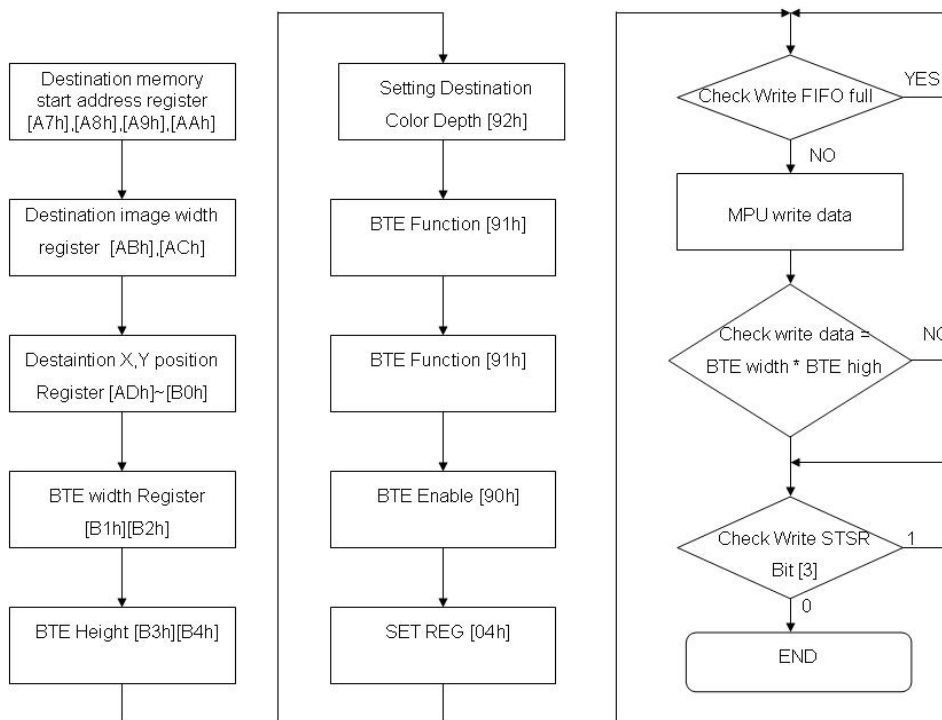 Destination memory
start address register
[A7h],[A8h],[A9h],[AAh]
Destination image width
register [ABh],[ACh]
Destaintion X,Y position
Register [ADh]~[B0h]
BTE width Register
[B1h][B2h]
BTE Height [B3h][B4h]
Setting Destination
Color Depth [92h]
BTE Function [91h]
BTE Function [91h]
BTE Enable [90h]
SET REG [04h]
Check Write FIFO full
YES
NO
MPU write data
Check write data =
BTE width * BTE high
NO
Check Write STSR
Bit [3]
1
0
END